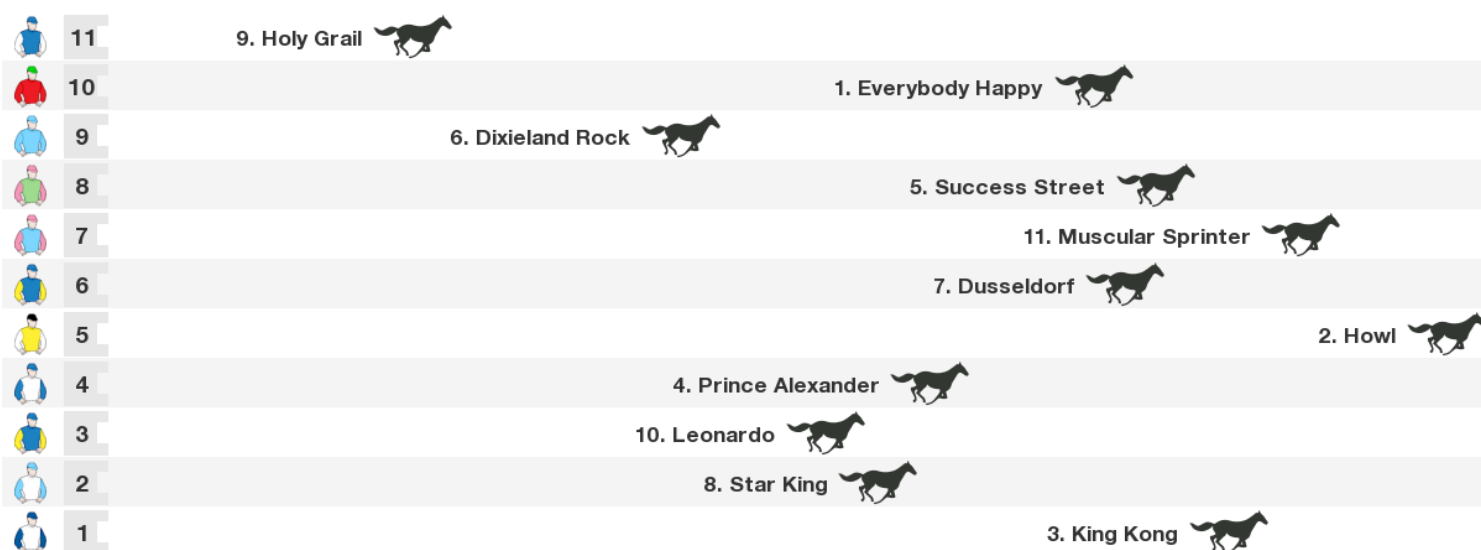 11 9. Holy Grail
10 1. Everybody Happy
9 6. Dixieland Rock
8 5. Success Street
7 11. Muscular Sprinter
6 7. Dusseldorf
5 2. Howl
4 4. Prince Alexander
3 10. Leonardo
2 8. Star King
1 3. King Kong